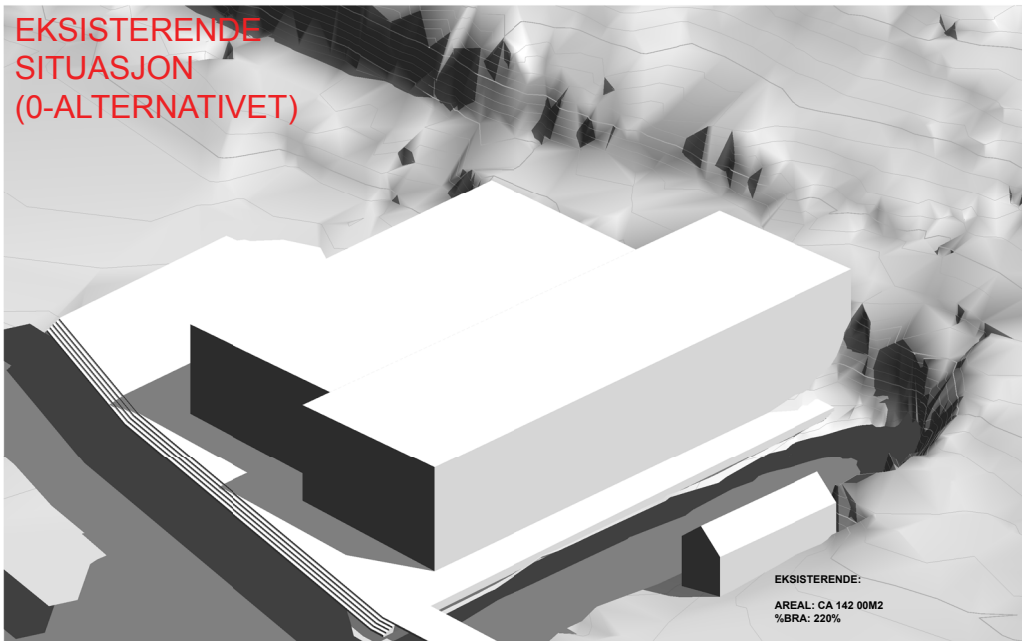 EKSISTERENDE
SITUASJON
(0-ALTERNATIVET)
EKSISTERENDE:
AREAL: CA 142 00M2
%BRA: 220%